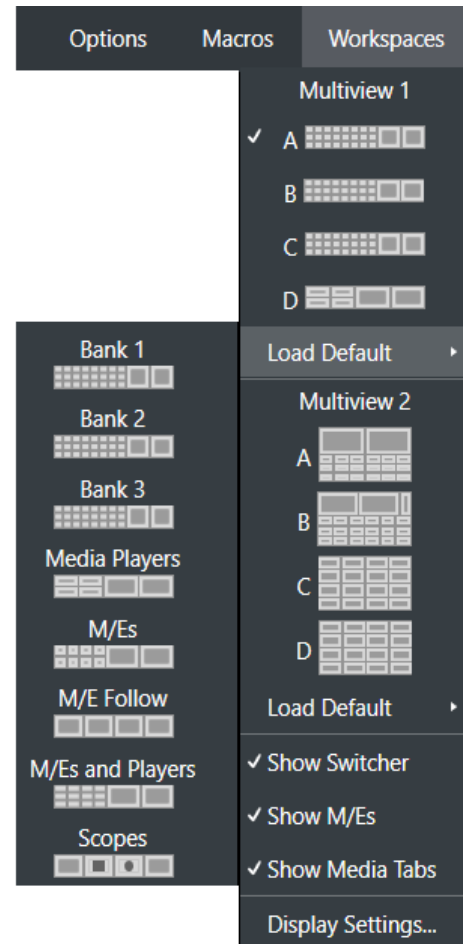 Options Macros Workspaces
Multiview 1
A
B
C
D
Load Default
Bank 1
Bank 2
Bank 3
Media Players
M/Es
M/E Follow
M/Es and Players
Scopes
Multiview 2
A
B
C
D
Load Default
Show Switcher
Show M/Es
Show Media Tabs
Display Settings...